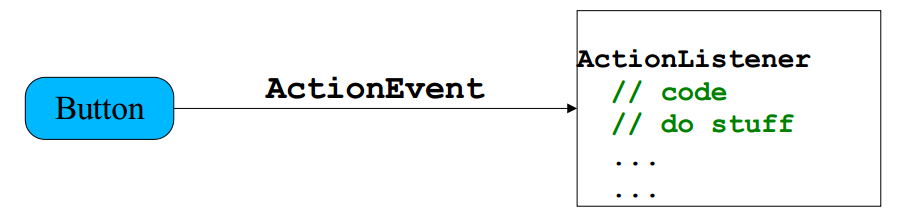 Button
ActionEvent
ActionListener
// code
// do stuff
...
...